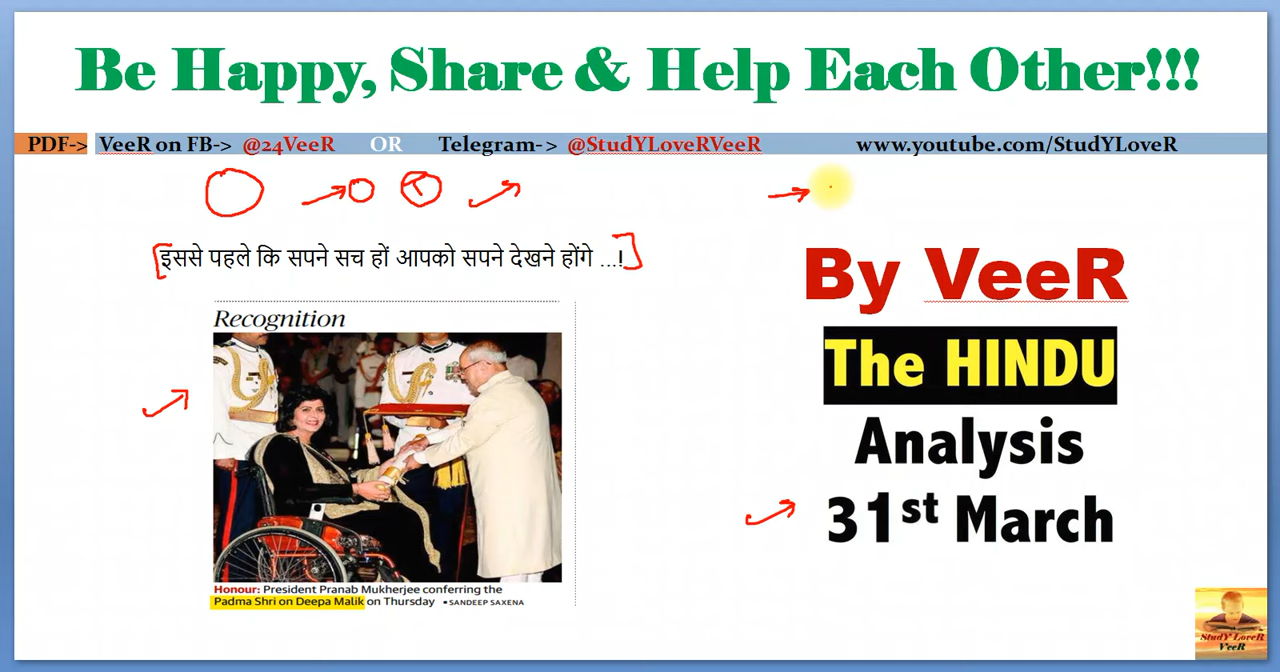 Be Happy, Share & Help Each Other!!!
PDF-> VeeR on FB-> @24VeeR OR Telegram-> @StudYLoveRVeeR www.youtube.com/StudYLoveR
इससे पहले कि सपने सच हों आपको सपने देखने होंगे ...!
Recognition
Honour: President Pranab Mukherjee conferring the
Padma Shri on Deepa Malik on Thursday • SANDEEP SAXENA
By VeeR
The HINDU
Analysis
31st March
StudY LoveR
VeeR